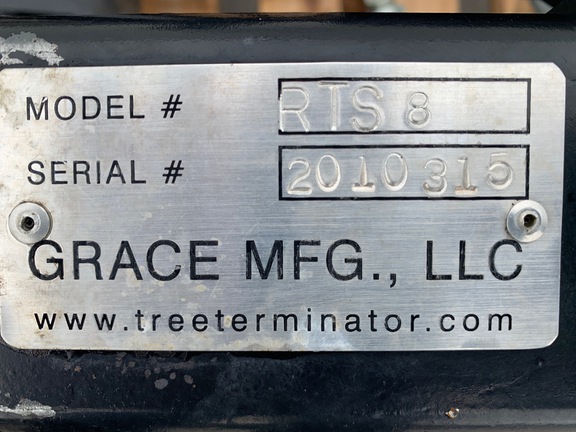 MODEL # RTS 8
SERIAL # 2010315
GRACE MFG., LLC
www.treeterminator.com